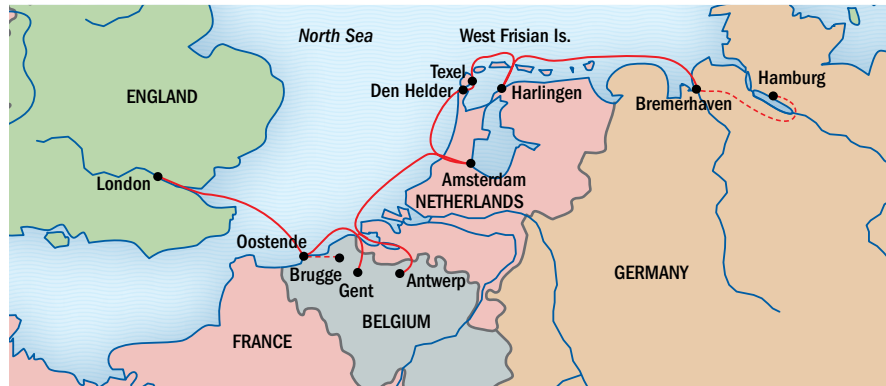 North Sea
West Frisian Is.
Texel
Den Helder
Harlingen
Hamburg
Bremerhaven
ENGLAND
London
Amsterdam
NETHERLANDS
Oostende
Brugge
Gent
Antwerp
GERMANY
BELGIUM
FRANCE